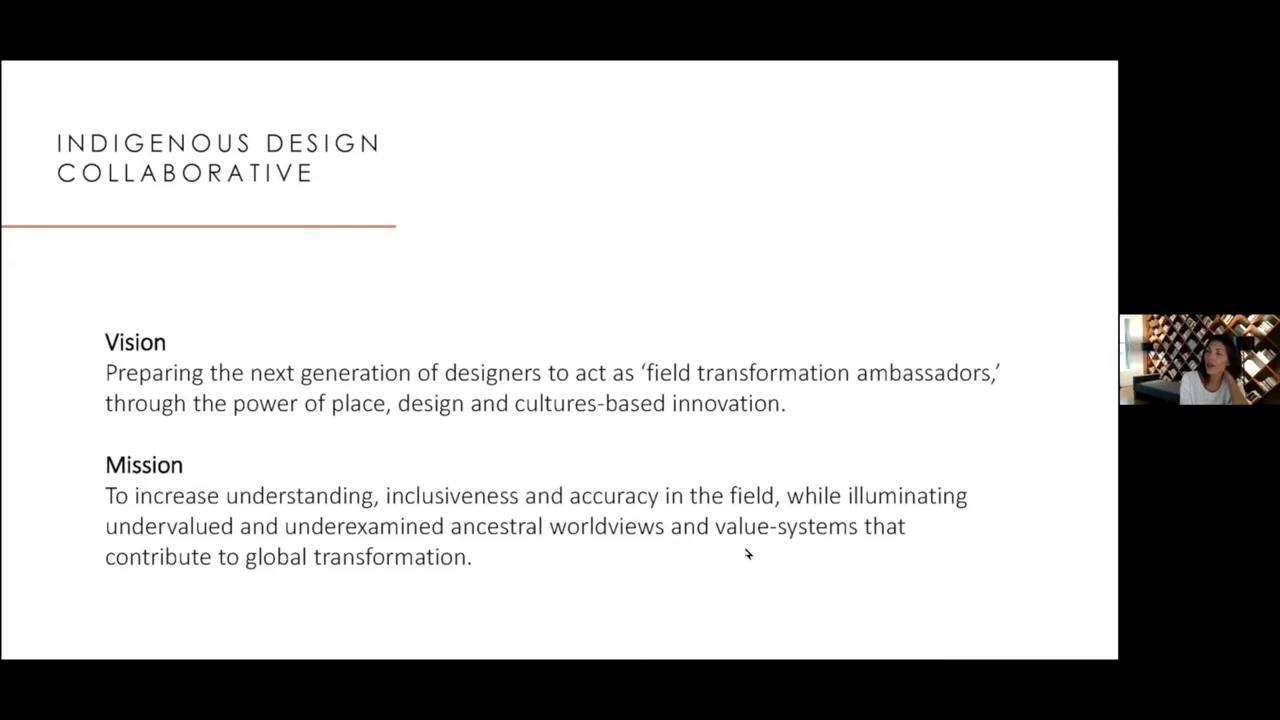 INDIGENOUS DESIGN
COLLABORATIVE
Vision
Preparing the next generation of designers to act as ‘field transformation ambassadors,’
through the power of place, design and cultures-based innovation.
Mission
To increase understanding, inclusiveness and accuracy in the field, while illuminating
undervalued and underexamined ancestral worldviews and value-systems that
contribute to global transformation.